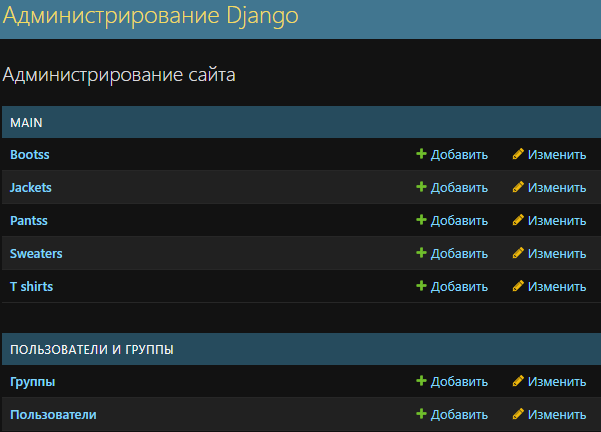 Администрирование Django
Администрирование сайта
MAIN
Bootss Добавить Изменить
Jackets Добавить Изменить
Pantss Добавить Изменить
Sweaters Добавить Изменить
T shirts Добавить Изменить
ПОЛЬЗОВАТЕЛИ И ГРУППЫ
Группы Добавить Изменить
Пользователи Добавить Изменить